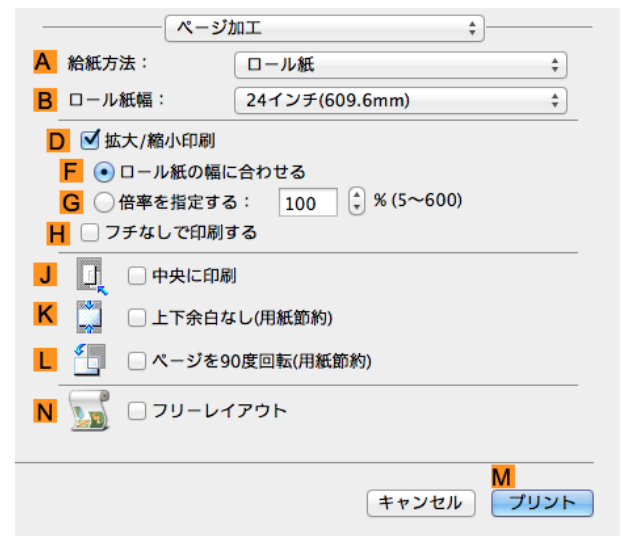 ページ加工
A 給紙方法： ロール紙
B ロール紙幅： 24インチ(609.6mm)
D 拡大/縮小印刷
F ロール紙の幅に合わせる
G 倍率を指定する： 100 % (5〜600)
H フチなしで印刷する
J 中央に印刷
K 上下余白なし(用紙節約)
L ページを90度回転(用紙節約)
N フリーレイアウト
M
キャンセル プリント